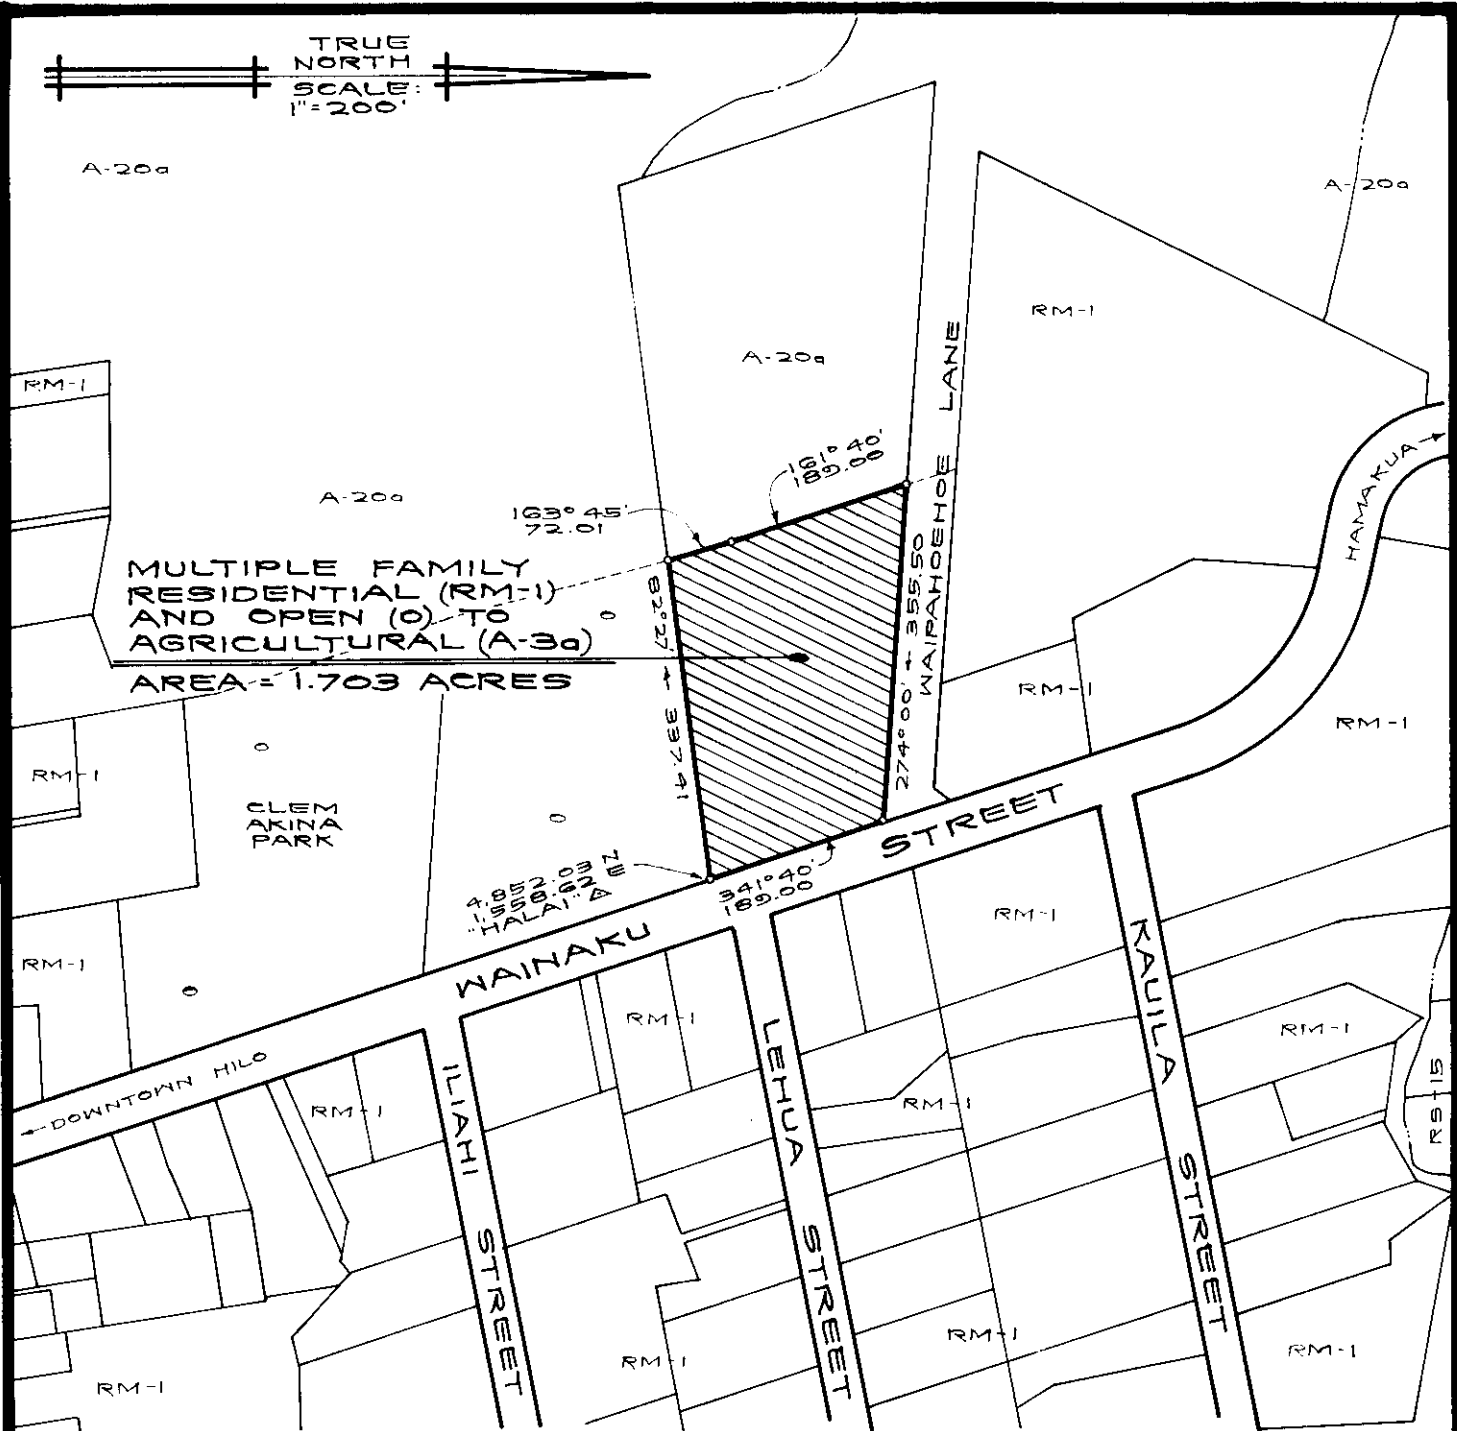 TRUE
NORTH
SCALE:
1"=200'
A-20a
A-20a
RM-1
WAIPAHOEHOE LANE
A-20a
RM-1
HAMAKUA
161° 40'
189.00
A-20a
163° 45'
72.01
MULTIPLE FAMILY
RESIDENTIAL (RM-1)
AND OPEN (O) TO
AGRICULTURAL (A-3a)
AREA = 1.703 ACRES
82° 27' 337.41
274° 00' 355.50
RM-1
RM-1
RM-1
CLEM
AKINA
PARK
4,852.03 N
1,558.62 E
"HALAI"
341° 40'
189.00
WAINAKU STREET
RM-1
RM-1
KAUILA STREET
RM-1
RM-1
DOWNTOWN HILO
RM-1
ILIAHI STREET
LEHUA STREET
RM-1
RS-15
RM-1
RM-1
RM-1
RM-1